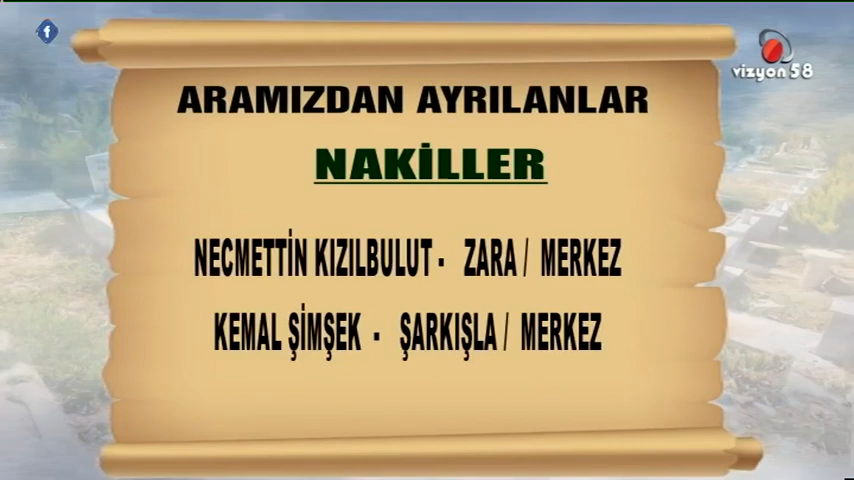 f
vizyon 58
ARAMIZDAN AYRILANLAR
NAKİLLER
NECMETTİN KIZILBULUT - ZARA / MERKEZ
KEMAL ŞİMŞEK - ŞARKIŞLA / MERKEZ